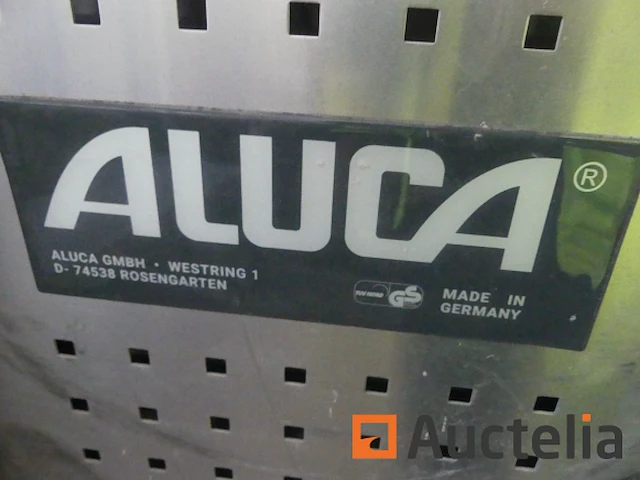 ALUCA®
ALUCA GMBH · WESTRING 1
D- 74538 ROSENGARTEN
GS
MADE IN
GERMANY
Auctelia